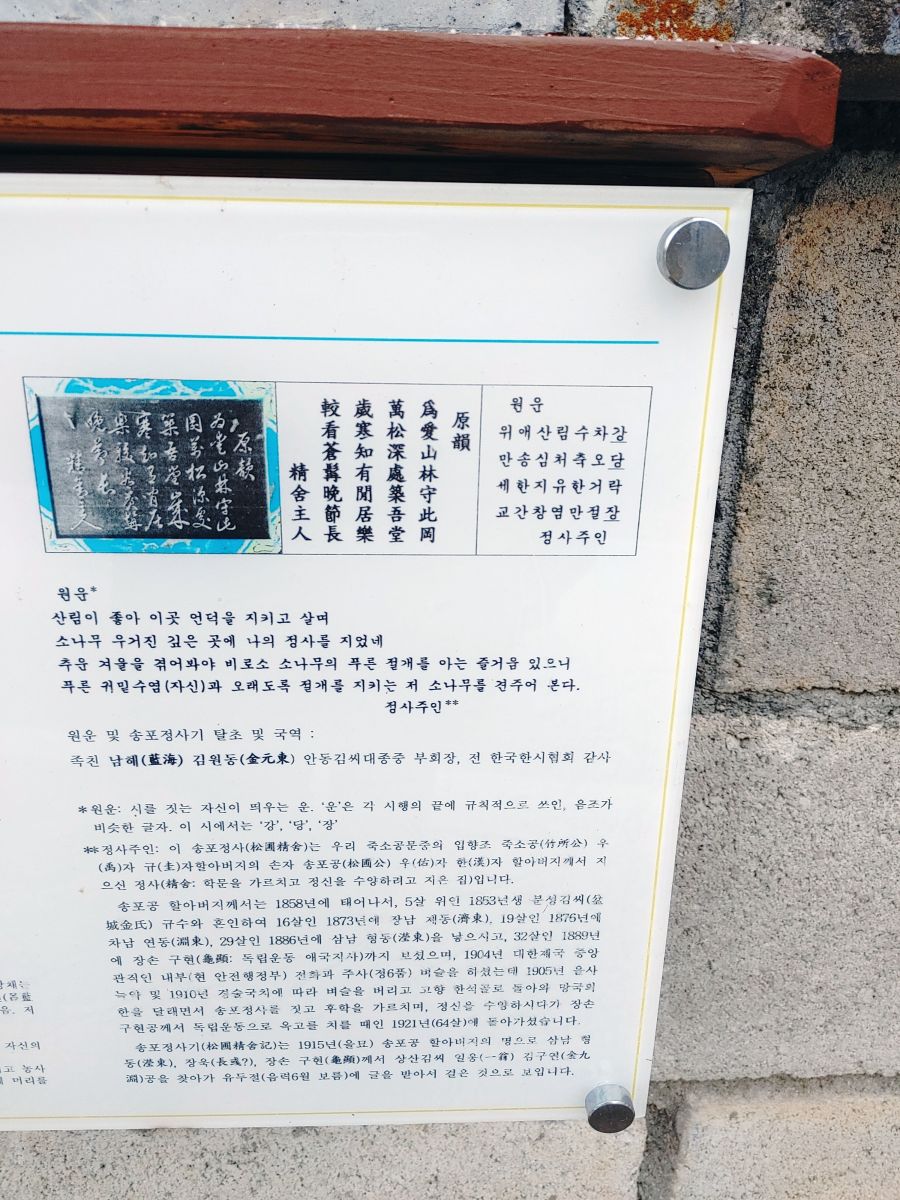 原韻
爲愛山林守此岡
萬松深處築吾堂
歲寒知有閒居樂
較看蒼髥晩節長
精舍主人
원운
위애산림수차강
만송심처축오당
세한지유한거락
교간창염만절장
정사주인
원운*
산림이 좋아 이곳 언덕을 지키고 살며
소나무 우거진 깊은 곳에 나의 정사를 지었네
추운 겨울을 겪어봐야 비로소 소나무의 푸른 절개를 아는 즐거움 있으니
푸른 귀밑수염(자신)과 오래도록 절개를 지키는 저 소나무를 견주어 본다.
정사주인**
원운 및 송포정사기 탈초 및 국역 :
족친 남해(藍海) 김원동(金元東) 안동김씨대종중 부회장, 전 한국한시협회 감사
*원운: 시를 짓는 자신이 띄우는 운. ‘운’은 각 시행의 끝에 규칙적으로 쓰인, 음조가
비슷한 글자. 이 시에서는 ‘강’, ‘당’, ‘장’
**정사주인: 이 송포정사(松圃精舍)는 우리 죽소공문중의 입향조 죽소공(竹所公) 우
(禹)자 규(圭)자할아버지의 손자 송포공(松圃公) 우(佑)자 한(漢)자 할아버지께서 지
으신 정사(精舍: 학문을 가르치고 정신을 수양하려고 지은 집)입니다.
송포공 할아버지께서는 1858년에 태어나서, 5살 위인 1853년생 분성김씨(盆
城金氏) 규수와 혼인하여 16살인 1873년에 장남 제동(濟東), 19살인 1876년에
차남 연동(淵東), 29살인 1886년에 삼남 형동(瀅東)을 낳으시고, 32살인 1889년
에 장손 구현(龜顯: 독립운동 애국지사)까지 보셨으며, 1904년 대한제국 중앙
관직인 내부(현 안전행정부) 전화과 주사(정6품) 벼슬을 하셨는데 1905년 을사
늑약 및 1910년 경술국치에 따라 벼슬을 버리고 고향 한석골로 돌아와 망국의
한을 달래면서 송포정사를 짓고 후학을 가르치며, 정신을 수양하시다가 장손
구현공께서 독립운동으로 옥고를 치를 때인 1921년(64살)에 돌아가셨습니다.
송포정사기(松圃精舍記)는 1915년(을묘) 송포공 할아버지의 명으로 삼남 형
동(瀅東), 장욱(長彧?), 장손 구현(龜顯)께서 상산김씨 일옹(一翁) 김구연(金九
淵)공을 찾아가 유두절(음력6월 보름)에 글을 받아서 걸은 것으로 보입니다.
자신의
고 농사
머리를